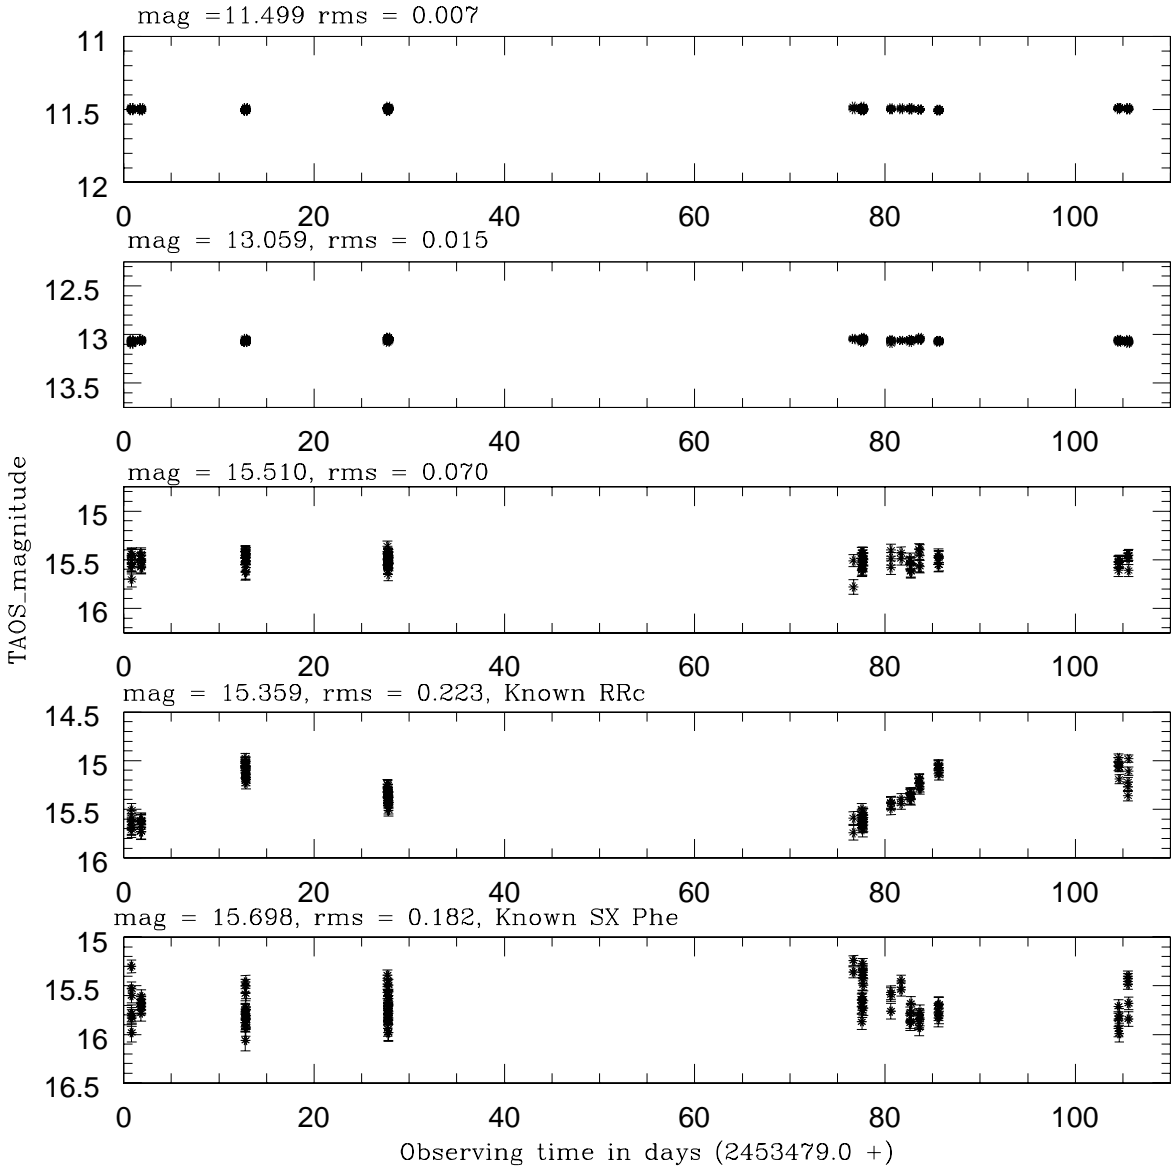 mag =11.499 rms = 0.007
11
11.5
12
0 20 40 60 80 100
mag = 13.059, rms = 0.015
12.5
13
13.5
0 20 40 60 80 100
mag = 15.510, rms = 0.070
15
15.5
16
0 20 40 60 80 100
mag = 15.359, rms = 0.223, Known RRc
14.5
15
15.5
16
0 20 40 60 80 100
mag = 15.698, rms = 0.182, Known SX Phe
15
15.5
16
16.5
0 20 40 60 80 100
TAOS_magnitude
Observing time in days (2453479.0 +)